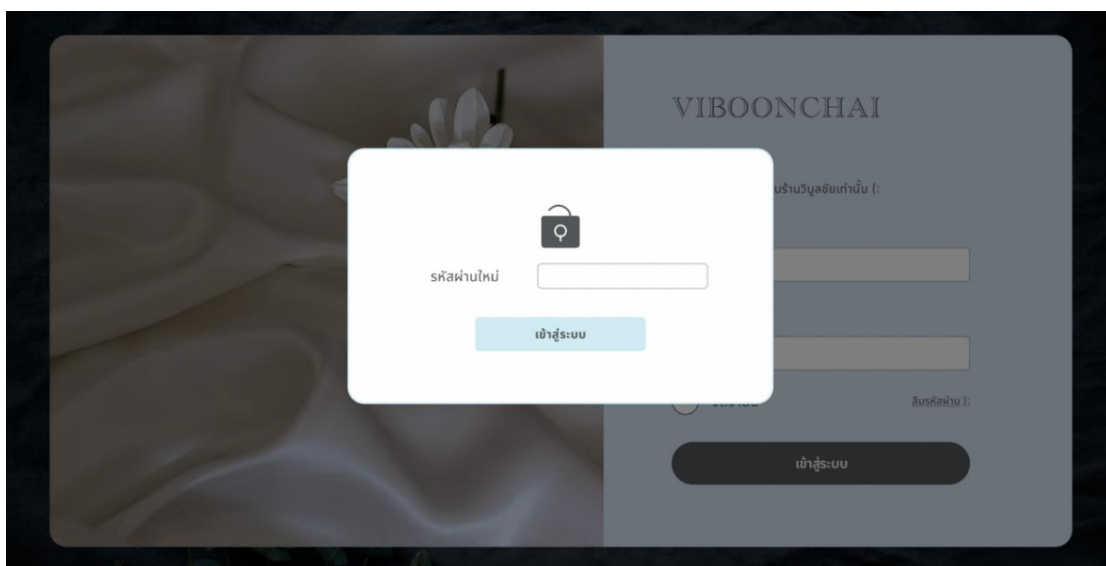 VIBOONCHAI
นร้านวิบูลชัยเท่านั้น (:
รหัสผ่านใหม่
เข้าสู่ระบบ
ลืมรหัสผ่าน ):
เข้าสู่ระบบ